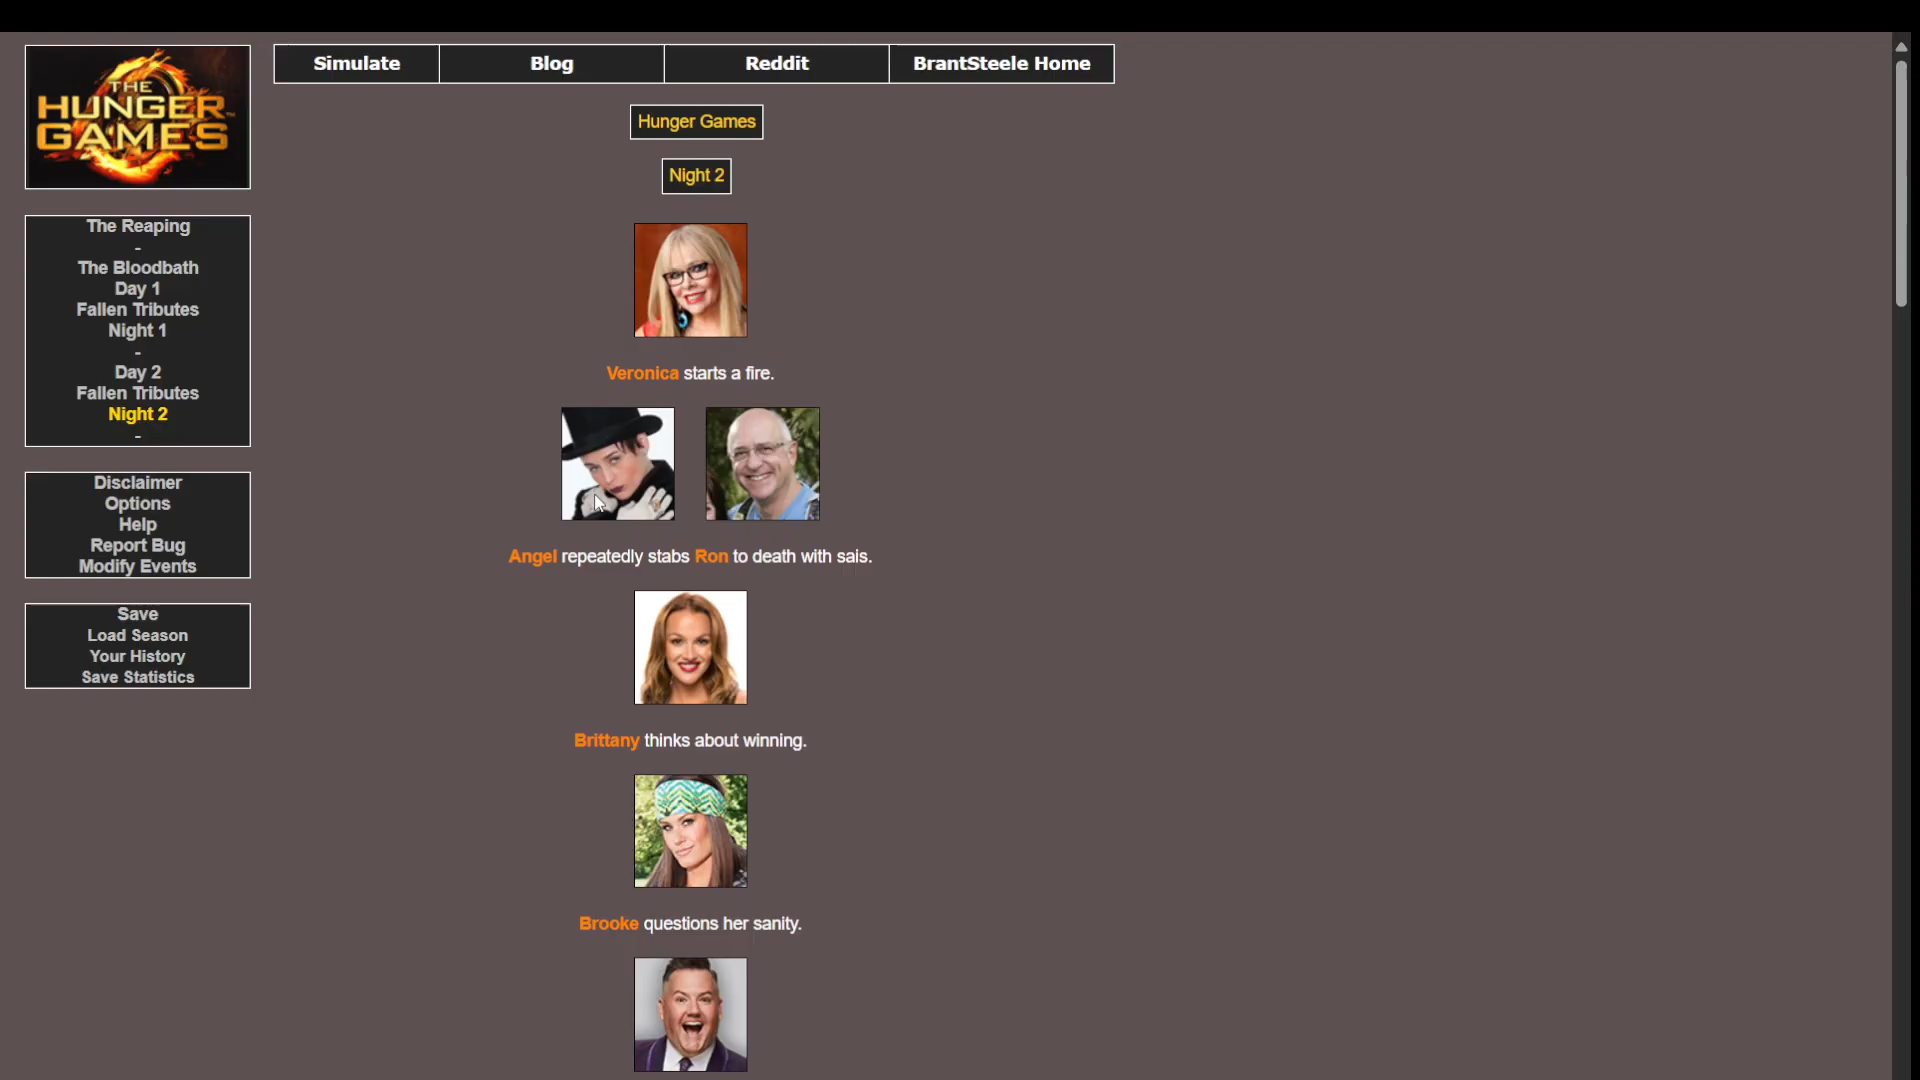 THE
HUNGER
GAMES
Simulate
Blog
Reddit
BrantSteele Home
Hunger Games
Night 2
The Reaping
-
The Bloodbath
Day 1
Fallen Tributes
Night 1
-
Day 2
Fallen Tributes
Night 2
-
Disclaimer
Options
Help
Report Bug
Modify Events
Save
Load Season
Your History
Save Statistics
Veronica starts a fire.
Angel repeatedly stabs Ron to death with sais.
Brittany thinks about winning.
Brooke questions her sanity.